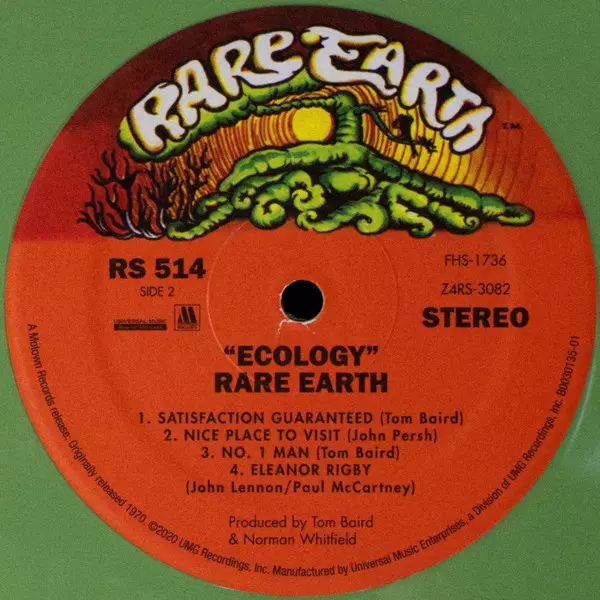 RARE EARTH
T.M.
RS 514
SIDE 2
FHS-1736
Z4RS-3082
STEREO
UNIVERSAL MUSIC
"ECOLOGY"
RARE EARTH
1. SATISFACTION GUARANTEED (Tom Baird)
2. NICE PLACE TO VISIT (John Persh)
3. NO. 1 MAN (Tom Baird)
4. ELEANOR RIGBY
(John Lennon/Paul McCartney)
Produced by Tom Baird
& Norman Whitfield
A Motown Records release; Originally released 1970. ©2020 UMG Recordings, Inc. Manufactured by Universal Music Enterprises, a Division of UMG Recordings, Inc. B0030135-01